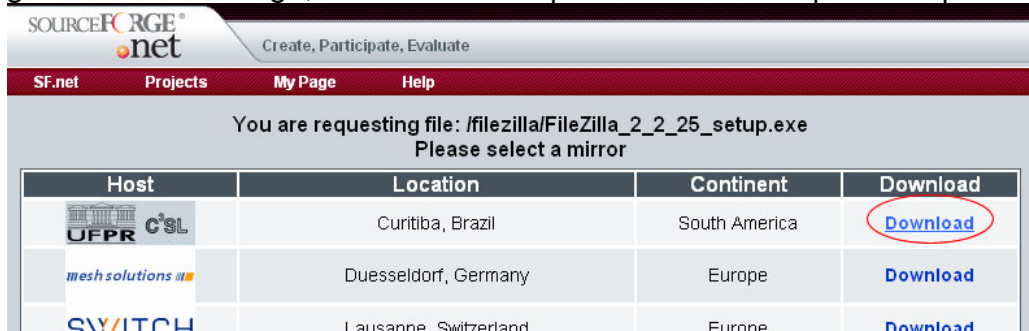 SOURCEFORGE®
.net
Create, Participate, Evaluate
SF.net Projects My Page Help
You are requesting file: /filezilla/FileZilla_2_2_25_setup.exe
Please select a mirror
Host Location Continent Download
UFPR C³SL Curitiba, Brazil South America Download
mesh solutions Duesseldorf, Germany Europe Download
SWITCH Lausanne, Switzerland Europe Download